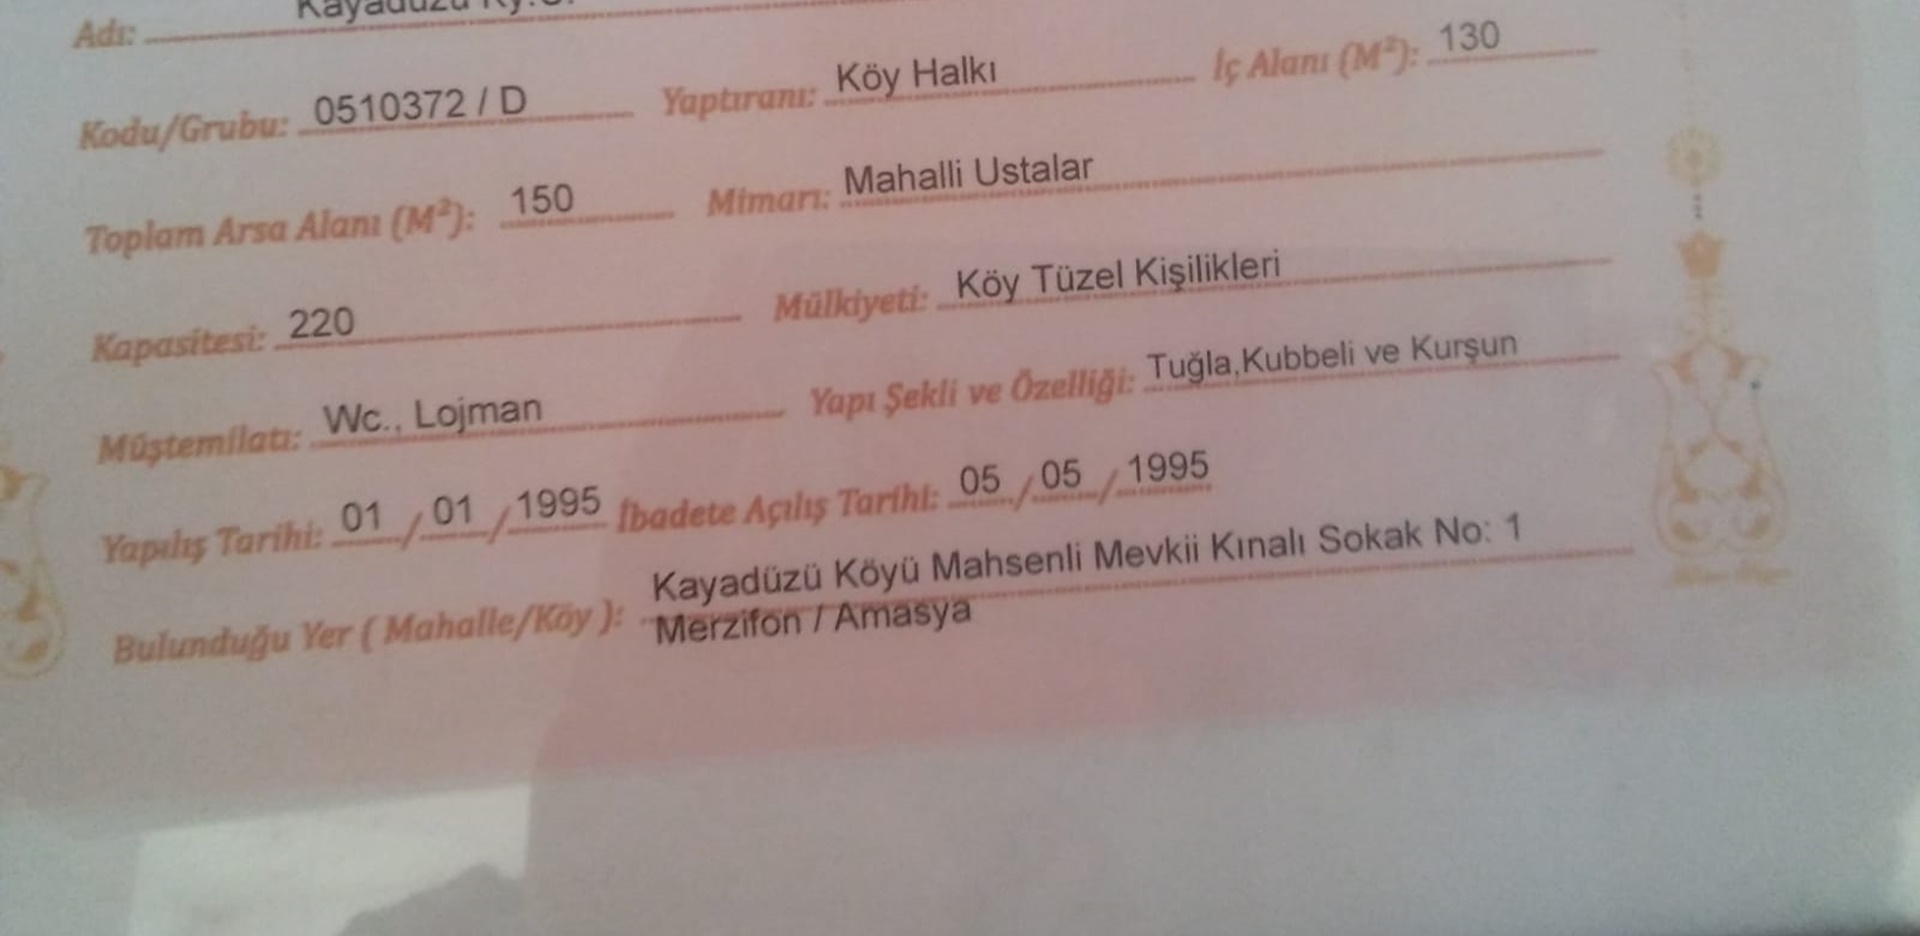 Adı: Kayadüzü Ky.C.
Kodu/Grubu: 0510372 / D Yaptıranı: Köy Halkı İç Alanı (M²): 130
Toplam Arsa Alanı (M²): 150 Mimarı: Mahalli Ustalar
Kapasitesi: 220 Mülkiyeti: Köy Tüzel Kişilikleri
Müştemilatı: Wc., Lojman Yapı Şekli ve Özelliği: Tuğla,Kubbeli ve Kurşun
Yapılış Tarihi: 01 / 01 / 1995 İbadete Açılış Tarihi: 05 / 05 / 1995
Bulunduğu Yer ( Mahalle/Köy ): Kayadüzü Köyü Mahsenli Mevkii Kınalı Sokak No: 1
Merzifon / Amasya